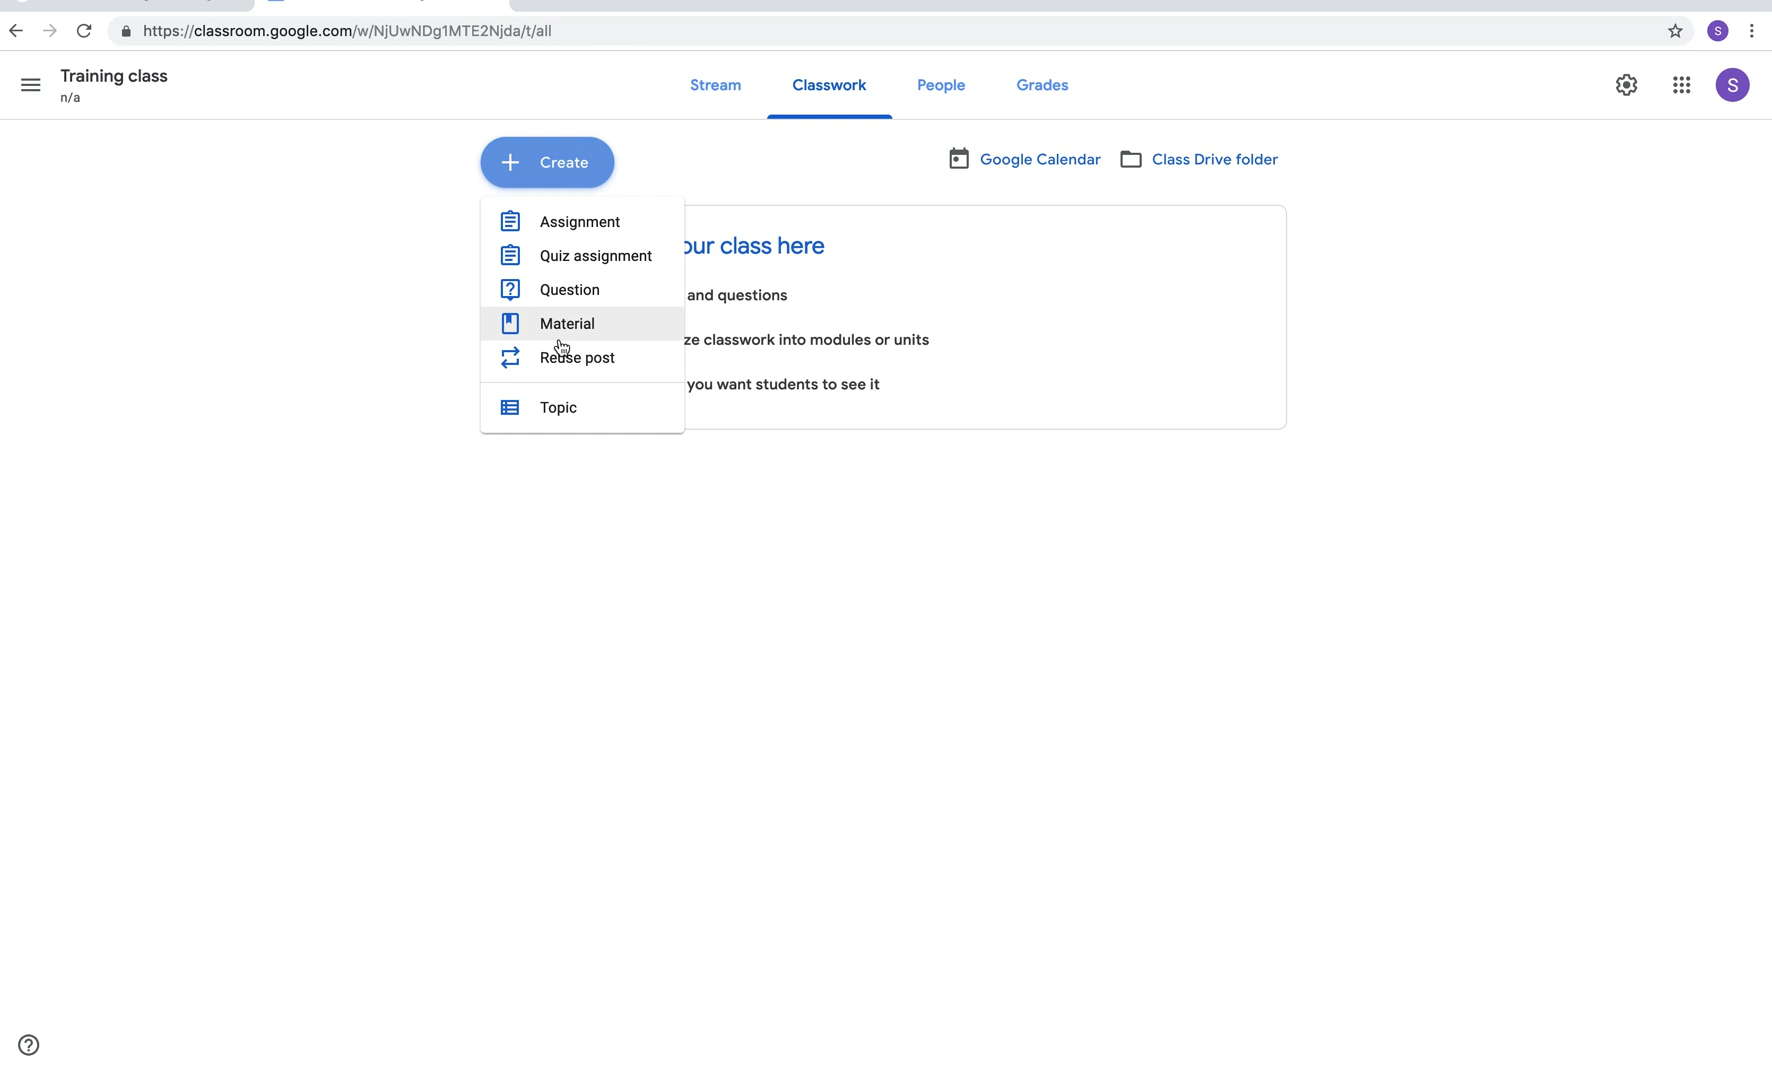 https://classroom.google.com/w/NjUwNDg1MTE2Njda/t/all
S
Training class
n/a
Stream
Classwork
People
Grades
S
Create
Google Calendar
Class Drive folder
Assignment
Quiz assignment
Question
Material
Reuse post
Topic
our class here
and questions
ze classwork into modules or units
you want students to see it